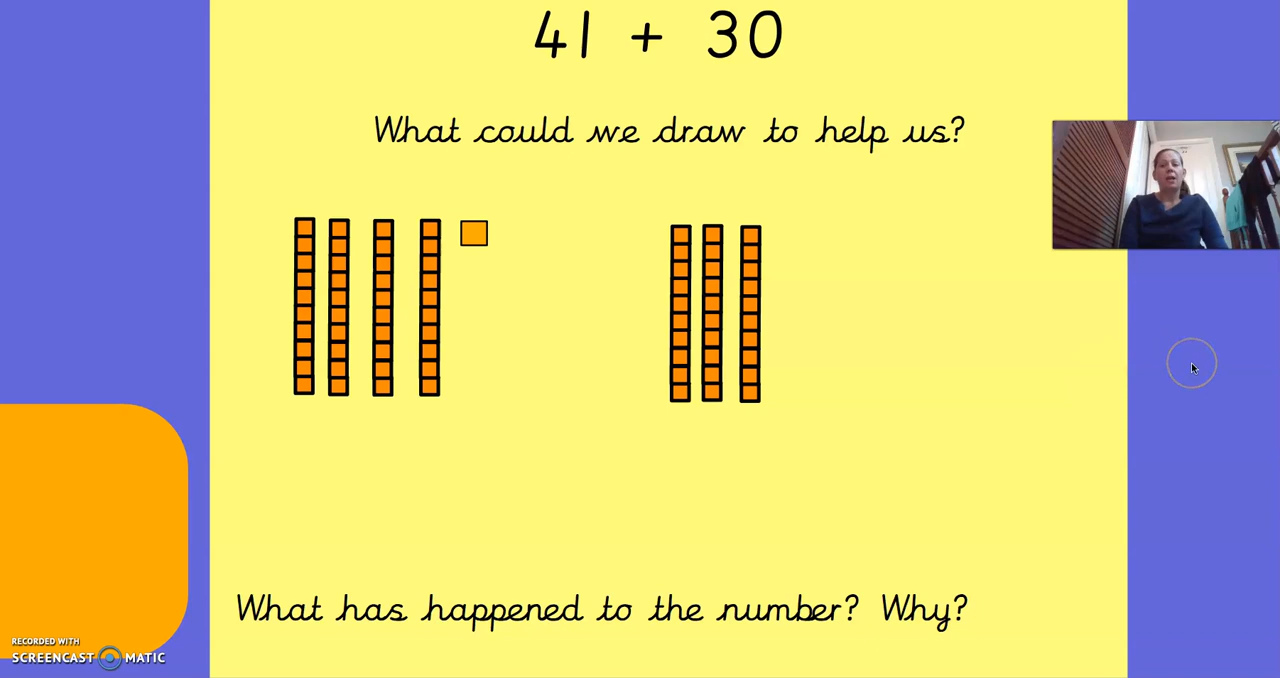 41 + 30
What could we draw to help us?
What has happened to the number? Why?
RECORDED WITH
SCREENCAST MATIC